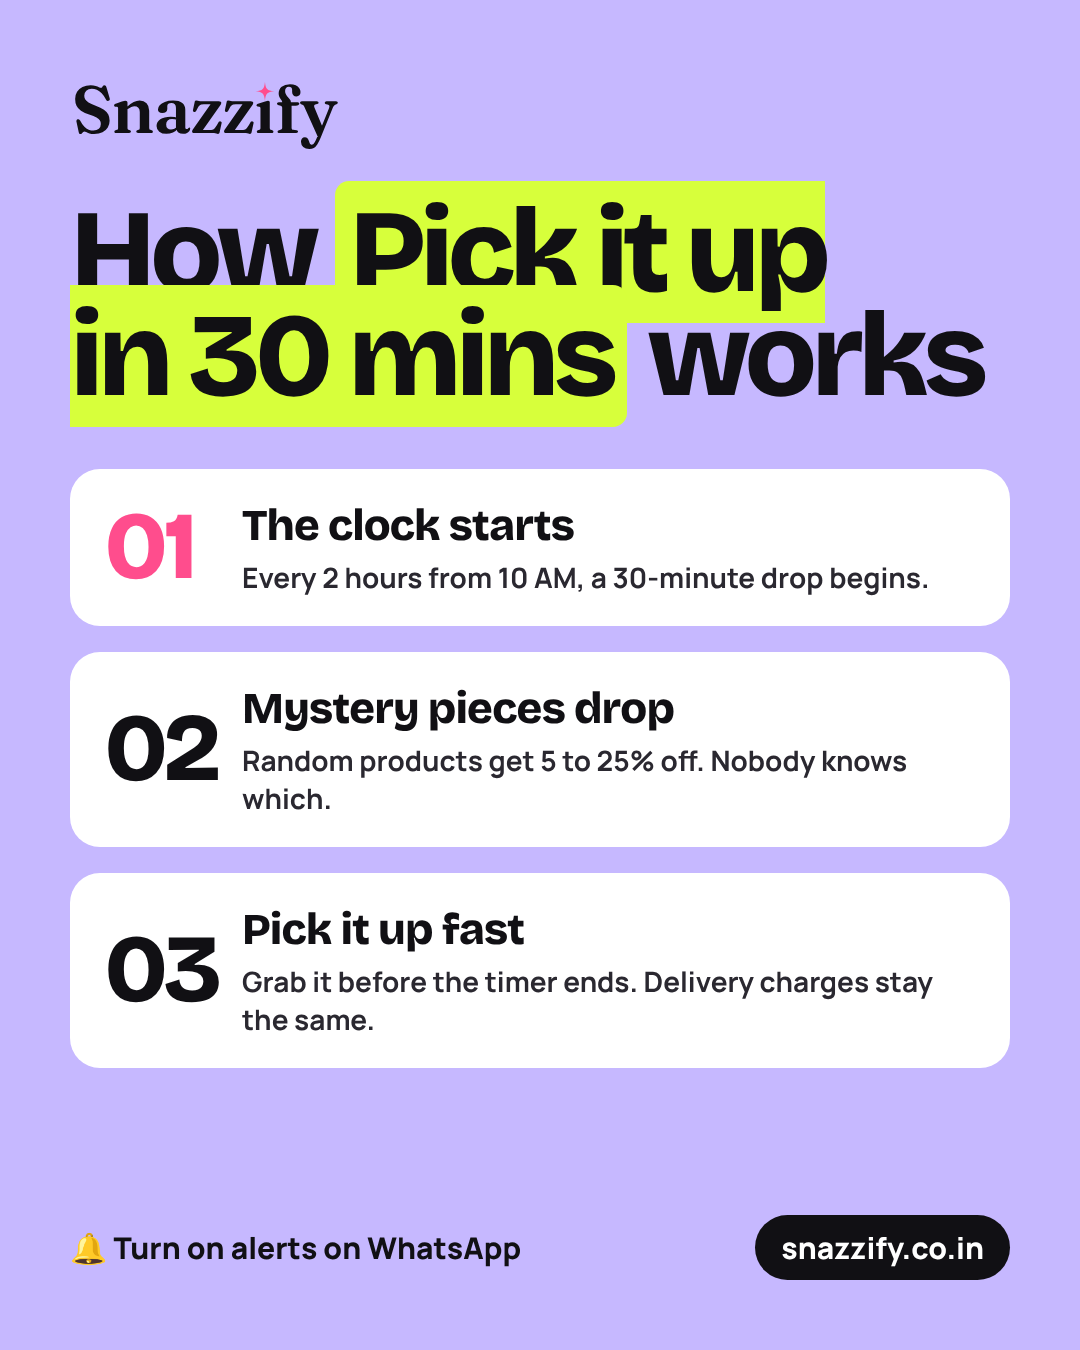 Snazzify
How Pick it up
in 30 mins works
01
The clock starts
Every 2 hours from 10 AM, a 30-minute drop begins.
02
Mystery pieces drop
Random products get 5 to 25% off. Nobody knows
which.
03
Pick it up fast
Grab it before the timer ends. Delivery charges stay
the same.
🔔 Turn on alerts on WhatsApp
snazzify.co.in